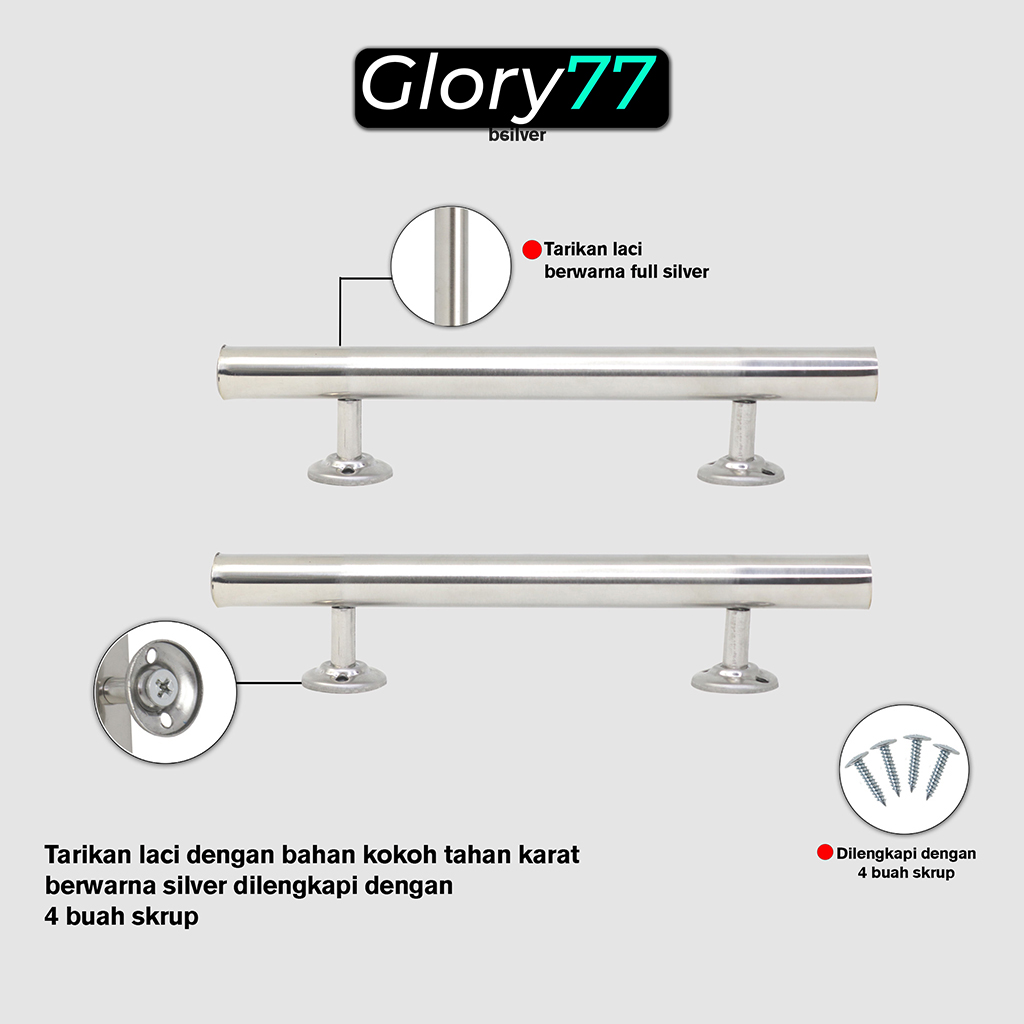 Glory77
bsilver
Tarikan laci
berwarna full silver
Tarikan laci dengan bahan kokoh tahan karat
berwarna silver dilengkapi dengan
4 buah skrup
Dilengkapi dengan
4 buah skrup